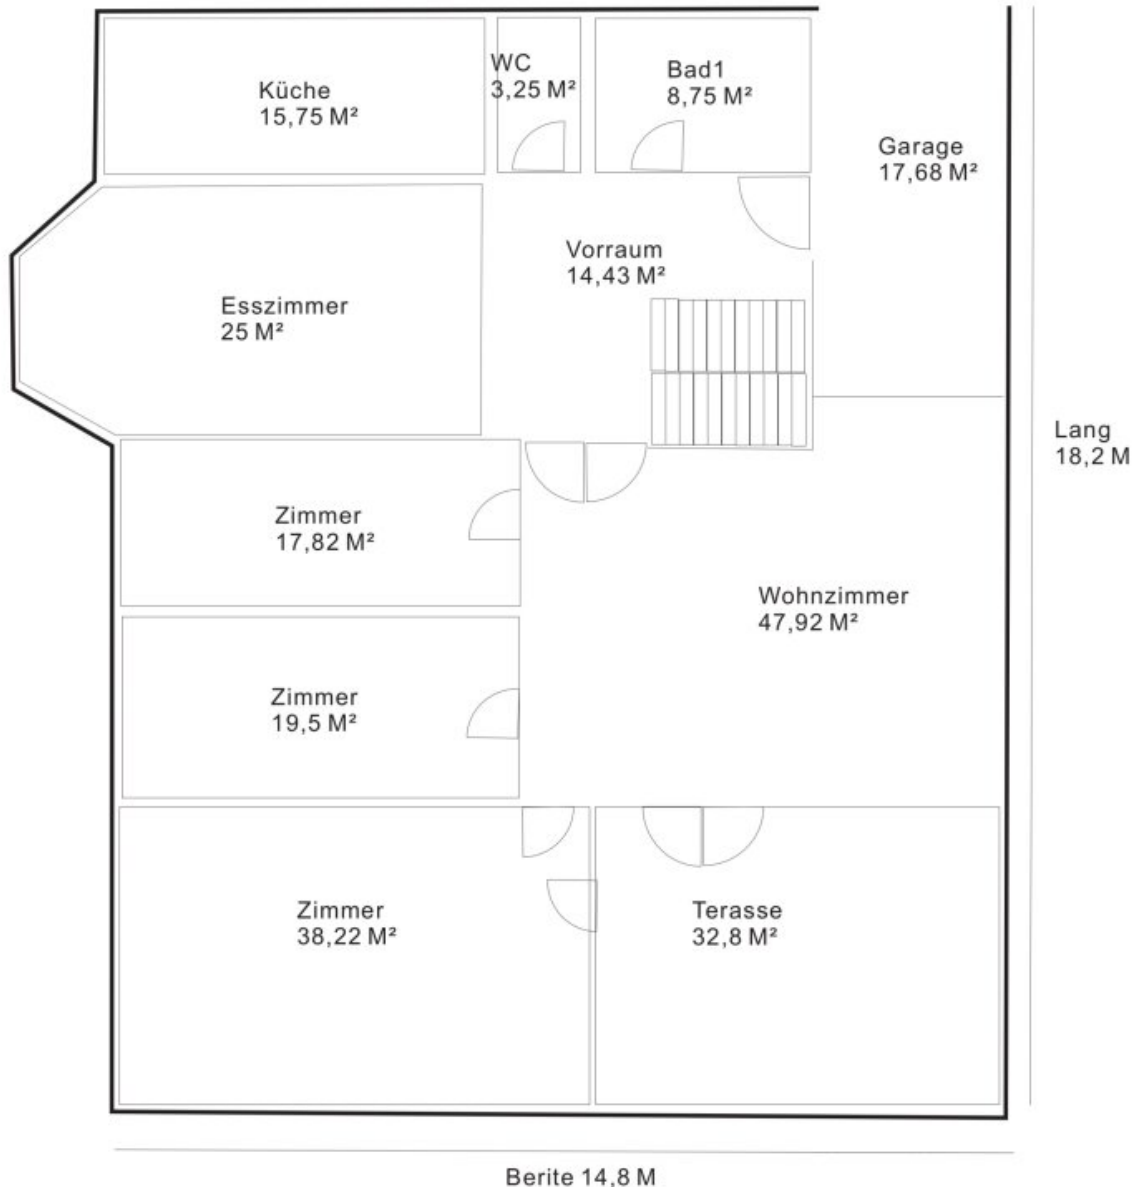 WC
3,25 M²
Bad1
8,75 M²
Küche
15,75 M²
Garage
17,68 M²
Vorraum
14,43 M²
Esszimmer
25 M²
Lang
18,2 M
Zimmer
17,82 M²
Wohnzimmer
47,92 M²
Zimmer
19,5 M²
Zimmer
38,22 M²
Terasse
32,8 M²
Berite 14,8 M